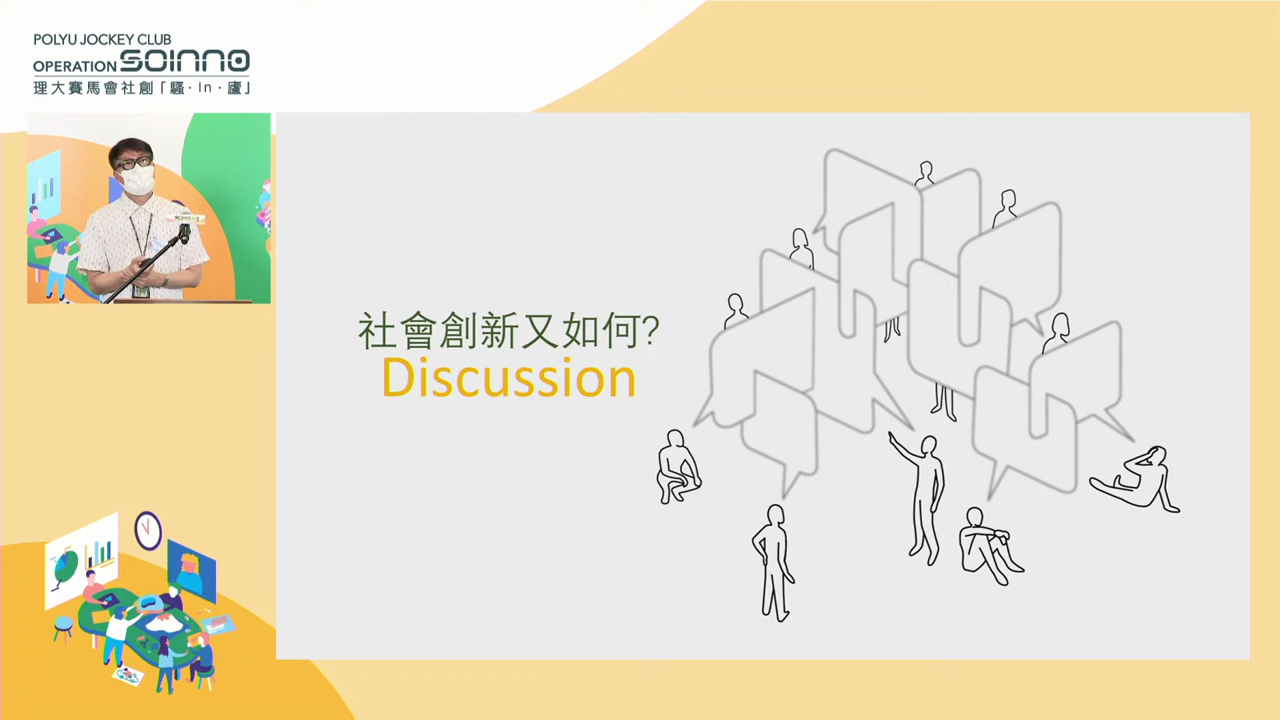 POLYU JOCKEY CLUB
OPERATION SOINNO
理大賽馬會社創「騷·In·廬」
社會創新又如何?
Discussion